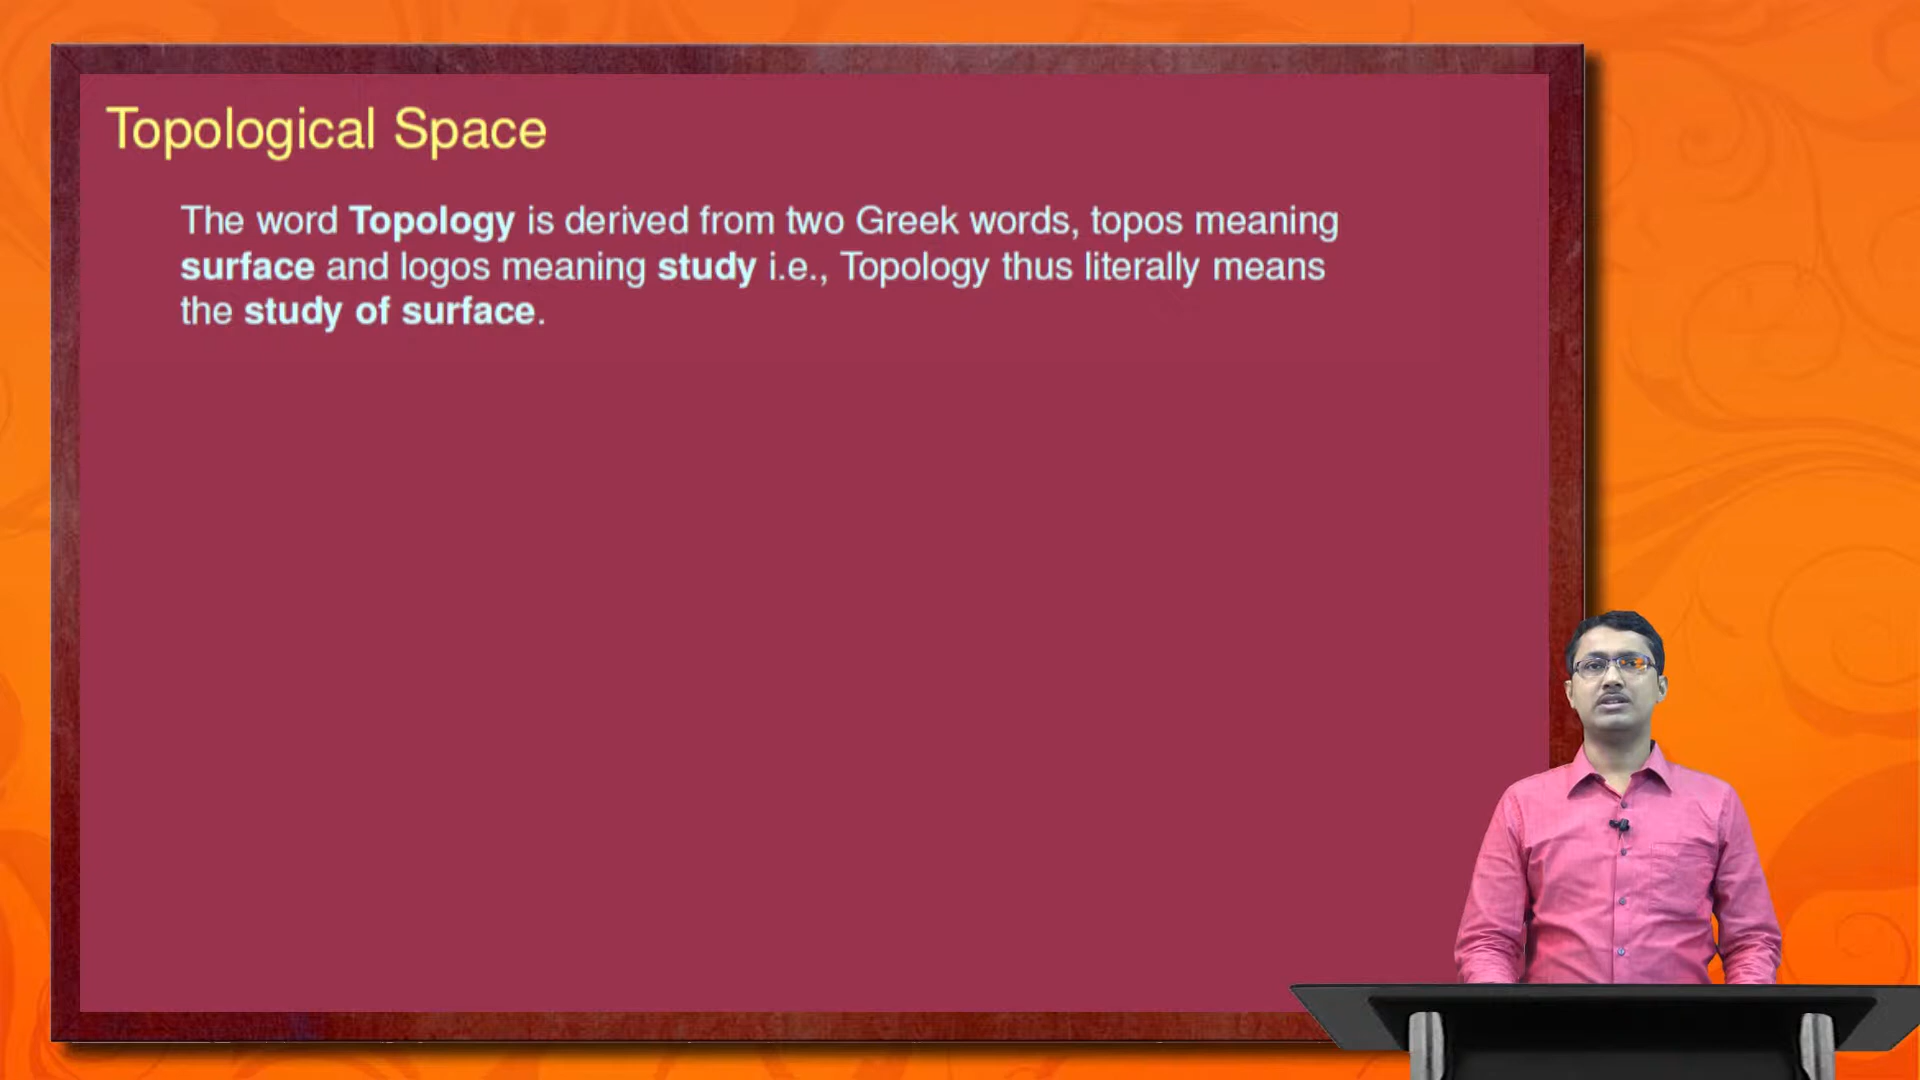 Topological Space
The word Topology is derived from two Greek words, topos meaning
surface and logos meaning study i.e., Topology thus literally means
the study of surface.